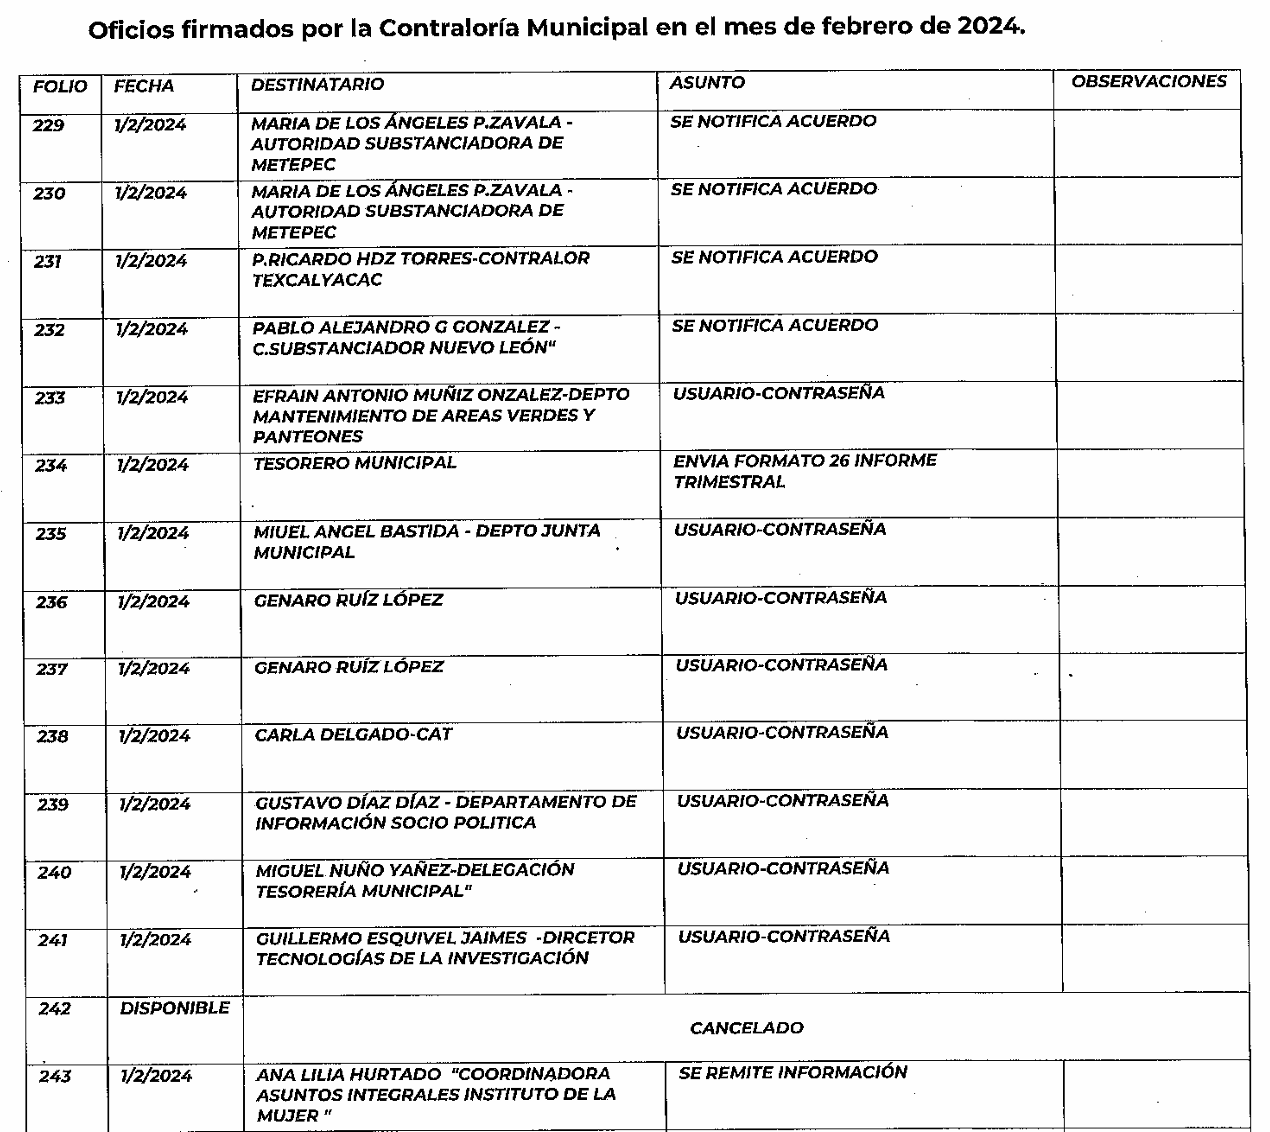 Oficios firmados por la Contraloría Municipal en el mes de febrero de 2024.
FOLIO FECHA DESTINATARIO ASUNTO OBSERVACIONES
229 1/2/2024 MARIA DE LOS ÁNGELES P.ZAVALA - SE NOTIFICA ACUERDO
AUTORIDAD SUBSTANCIADORA DE
METEPEC
230 1/2/2024 MARIA DE LOS ÁNGELES P.ZAVALA - SE NOTIFICA ACUERDO
AUTORIDAD SUBSTANCIADORA DE
METEPEC
231 1/2/2024 P.RICARDO HDZ TORRES-CONTRALOR SE NOTIFICA ACUERDO
TEXCALYACAC
232 1/2/2024 PABLO ALEJANDRO G GONZALEZ - SE NOTIFICA ACUERDO
C.SUBSTANCIADOR NUEVO LEÓN"
233 1/2/2024 EFRAIN ANTONIO MUÑIZ ONZALEZ-DEPTO USUARIO-CONTRASEÑA
MANTENIMIENTO DE AREAS VERDES Y
PANTEONES
234 1/2/2024 TESORERO MUNICIPAL ENVIA FORMATO 26 INFORME
TRIMESTRAL
235 1/2/2024 MIUEL ANGEL BASTIDA - DEPTO JUNTA USUARIO-CONTRASEÑA
MUNICIPAL
236 1/2/2024 GENARO RUÍZ LÓPEZ USUARIO-CONTRASEÑA
237 1/2/2024 GENARO RUÍZ LÓPEZ USUARIO-CONTRASEÑA
238 1/2/2024 CARLA DELGADO-CAT USUARIO-CONTRASEÑA
239 1/2/2024 GUSTAVO DÍAZ DÍAZ - DEPARTAMENTO DE USUARIO-CONTRASEÑA
INFORMACIÓN SOCIO POLITICA
240 1/2/2024 MIGUEL NUÑO YAÑEZ-DELEGACIÓN USUARIO-CONTRASEÑA
TESORERÍA MUNICIPAL"
241 1/2/2024 GUILLERMO ESQUIVEL JAIMES -DIRCETOR USUARIO-CONTRASEÑA
TECNOLOGÍAS DE LA INVESTIGACIÓN
242 DISPONIBLE
CANCELADO
243 1/2/2024 ANA LILIA HURTADO "COORDINADORA SE REMITE INFORMACIÓN
ASUNTOS INTEGRALES INSTITUTO DE LA
MUJER "